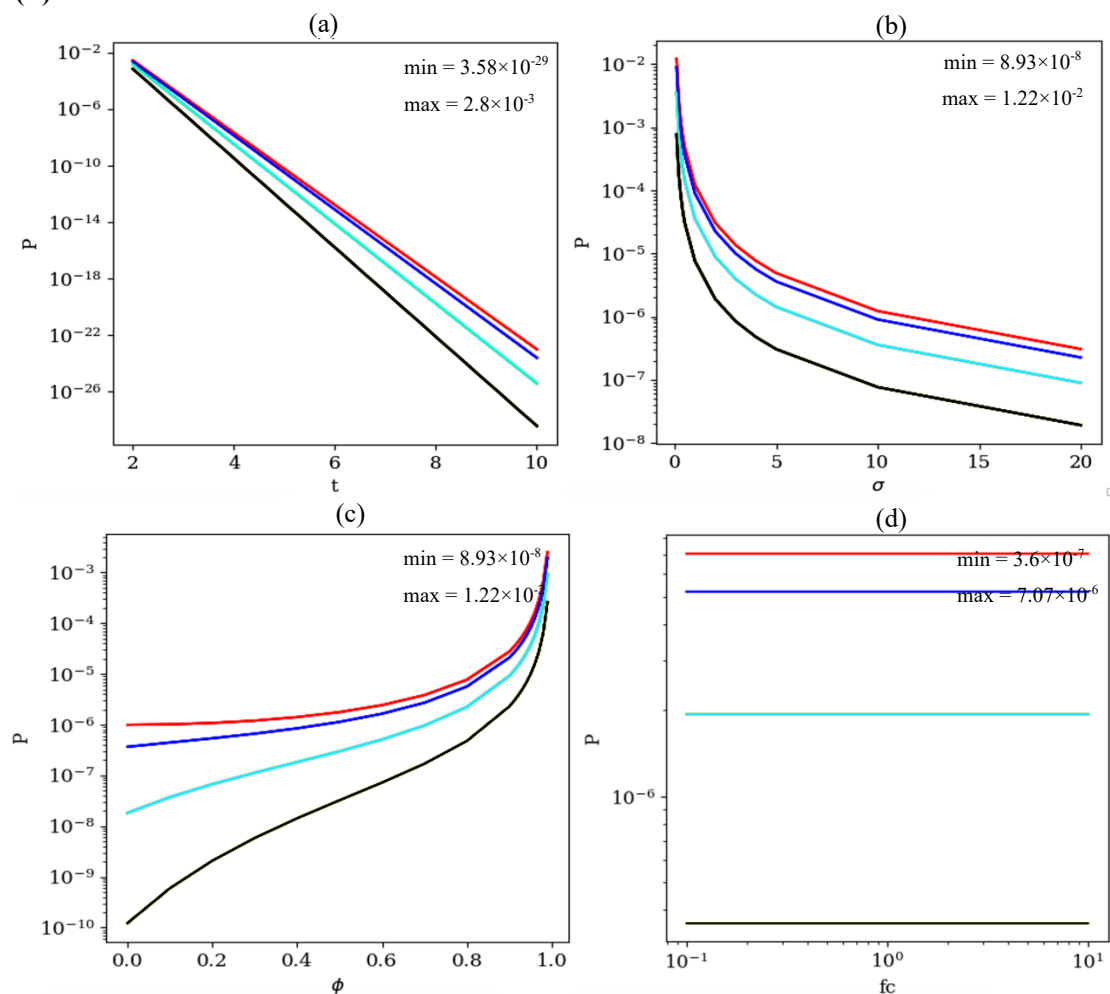 (a)
min = 3.58×10⁻²⁹
max = 2.8×10⁻³
10⁻²
10⁻⁶
10⁻¹⁰
10⁻¹⁴
10⁻¹⁸
10⁻²²
10⁻²⁶
P
2 4 6 8 10
t
(b)
min = 8.93×10⁻⁸
max = 1.22×10⁻²
10⁻²
10⁻³
10⁻⁴
10⁻⁵
10⁻⁶
10⁻⁷
10⁻⁸
P
0 5 10 15 20
σ
(c)
min = 8.93×10⁻⁸
max = 1.22×10⁻²
10⁻³
10⁻⁴
10⁻⁵
10⁻⁶
10⁻⁷
10⁻⁸
10⁻⁹
10⁻¹⁰
P
0.0 0.2 0.4 0.6 0.8 1.0
ϕ
(d)
min = 3.6×10⁻⁷
max = 7.07×10⁻⁶
10⁻⁶
P
10⁻¹ 10⁰ 10¹
fc